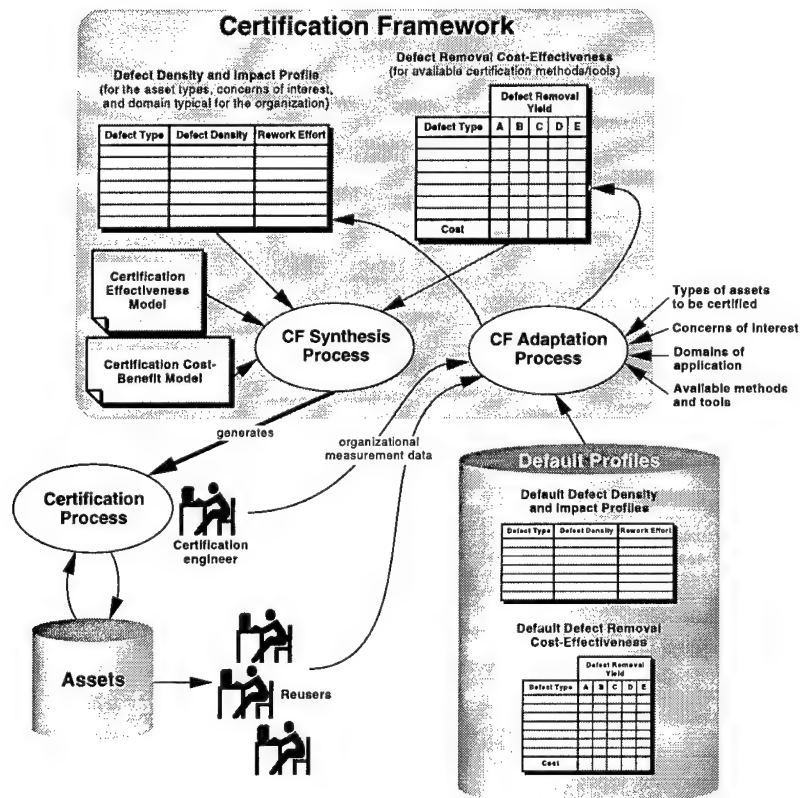 Certification Framework
Defect Density and Impact Profile
(for the asset types, concerns of interest,
and domain typical for the organization)
Defect Type Defect Density Rework Effort
Defect Removal Cost-Effectiveness
(for available certification methods/tools)
Defect Removal
Yield
Defect Type A B C D E
Cost
Certification
Effectiveness
Model
Certification Cost-
Benefit Model
CF Synthesis
Process
CF Adaptation
Process
Types of assets
to be certified
Concerns of interest
Domains of
application
Available methods
and tools
generates
organizational
measurement data
Certification
Process
Certification
engineer
Assets
Reusers
Default Profiles
Default Defect Density
and Impact Profiles
Defect Type Defect Density Rework Effort
Default Defect Removal
Cost-Effectiveness
Defect Removal
Yield
Defect Type A B C D E
Cost